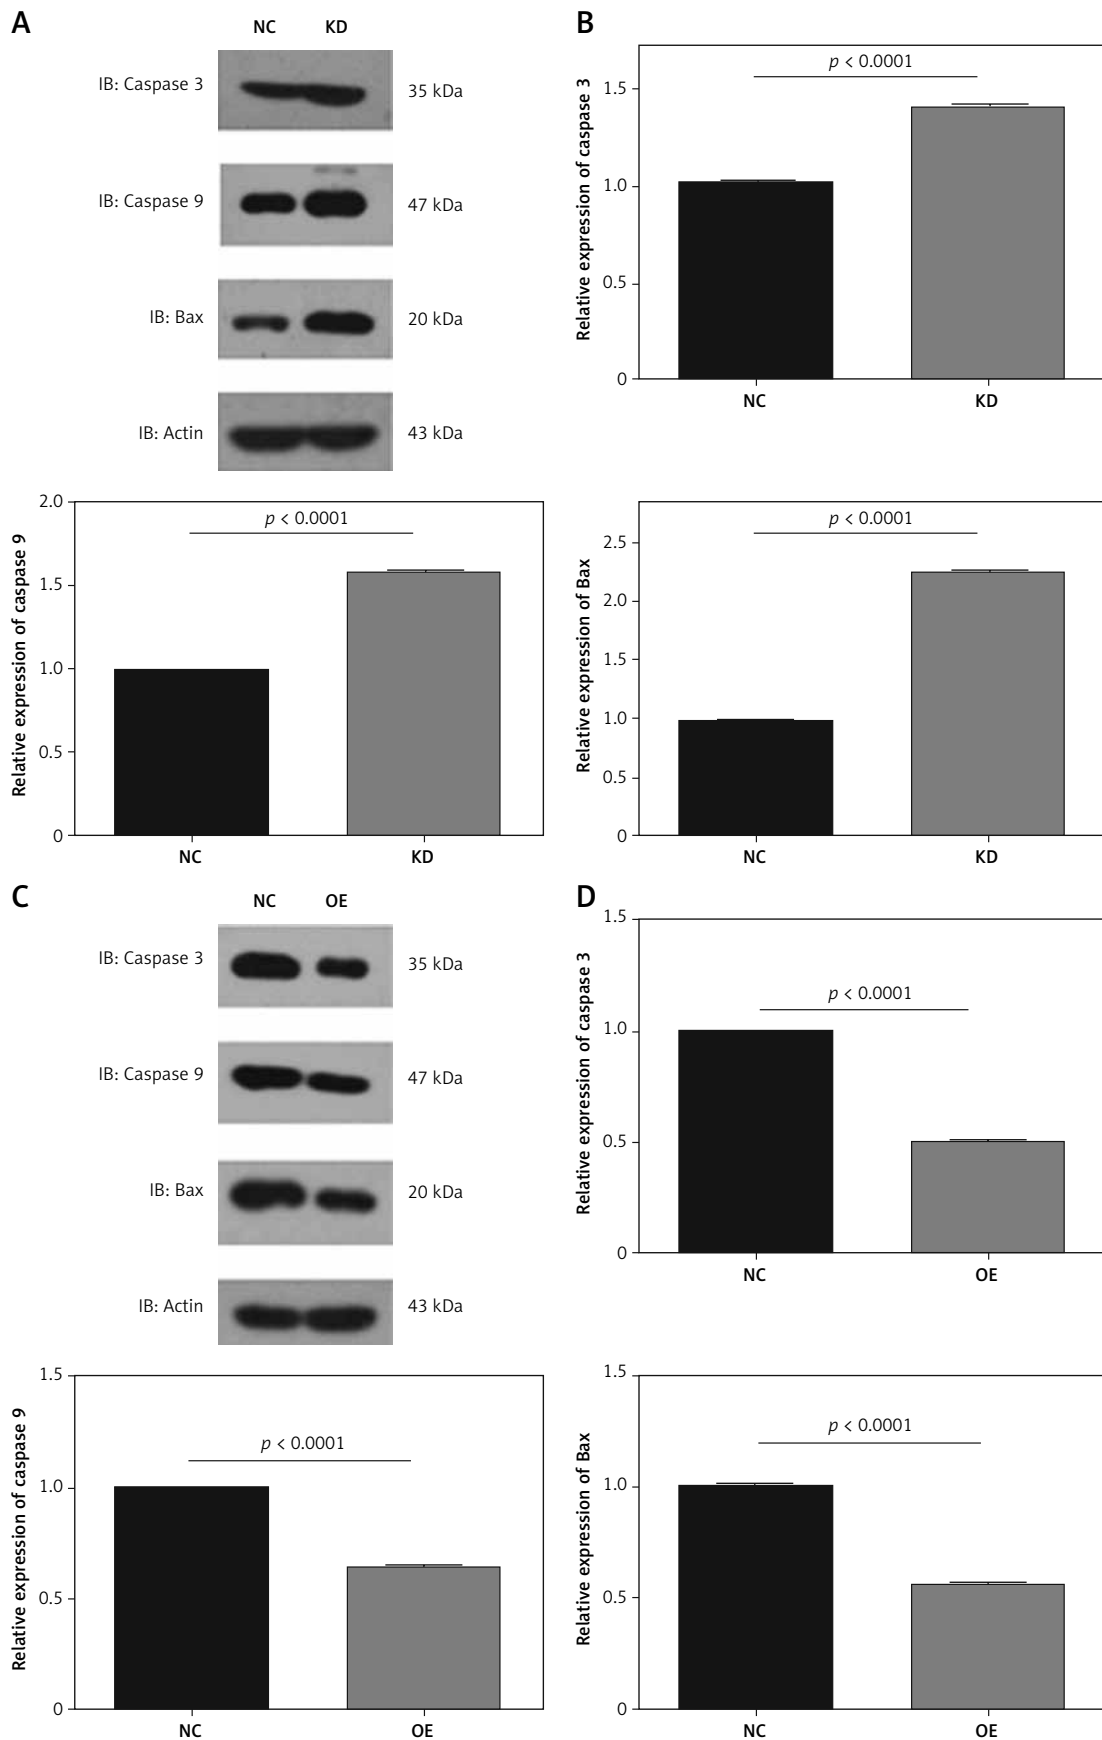 A
NC KD
IB: Caspase 3 35 kDa
IB: Caspase 9 47 kDa
IB: Bax 20 kDa
IB: Actin 43 kDa
B
Relative expression of caspase 3
1.5
1.0
0.5
0
p < 0.0001
NC KD
Relative expression of caspase 9
2.0
1.5
1.0
0.5
0
p < 0.0001
NC KD
Relative expression of Bax
2.5
2.0
1.5
1.0
0.5
0
p < 0.0001
NC KD
C
NC OE
IB: Caspase 3 35 kDa
IB: Caspase 9 47 kDa
IB: Bax 20 kDa
IB: Actin 43 kDa
D
Relative expression of caspase 3
1.5
1.0
0.5
0
p < 0.0001
NC OE
Relative expression of caspase 9
1.5
1.0
0.5
0
p < 0.0001
NC OE
Relative expression of Bax
1.5
1.0
0.5
0
p < 0.0001
NC OE